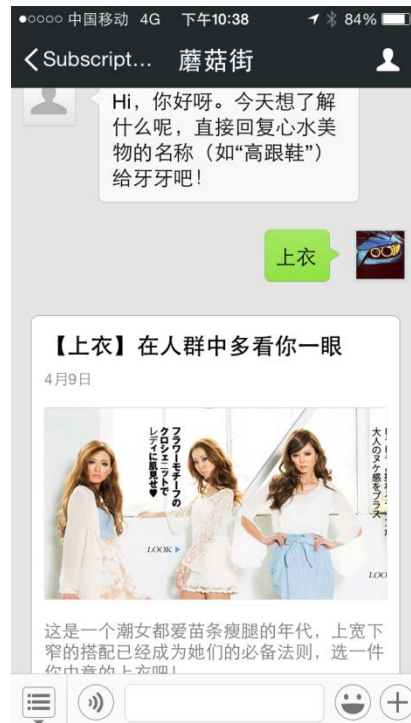 中国移动 4G 下午10:38 84%
Subscript... 蘑菇街
Hi，你好呀。今天想了解
什么呢，直接回复心水美
物的名称（如“高跟鞋”）
给牙牙吧！
上衣
【上衣】在人群中多看你一眼
4月9日
フラワーモチーフの
クロシェニットで
レディに肌見せ♥
大人のヌケ感をプラス
LOOK
LOO
这是一个潮女都爱苗条瘦腿的年代，上宽下
窄的搭配已经成为她们的必备法则，选一件
你中意的上衣吧！